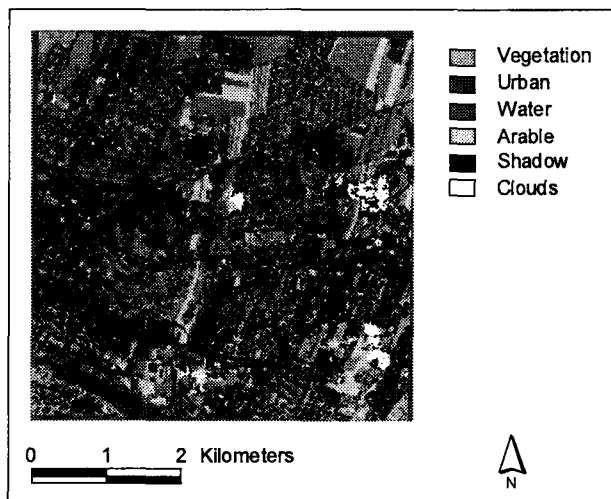 Vegetation
Urban
Water
Arable
Shadow
Clouds
0 1 2 Kilometers
N